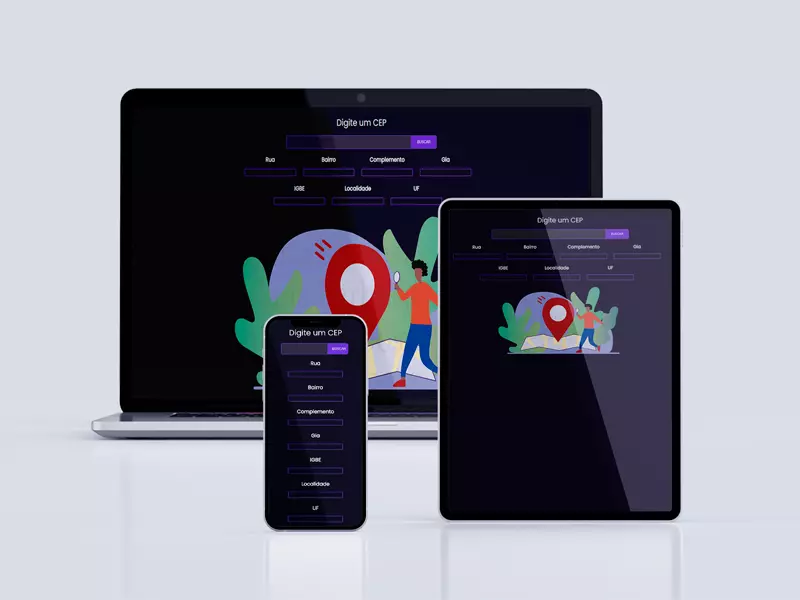 Digite um CEP
BUSCAR
Rua Bairro Complemento Gia
IGBE Localidade UF
Digite um CEP
BUSCAR
Rua Bairro Complemento Gia
IGBE Localidade UF
Digite um CEP
BUSCAR
Rua
Bairro
Complemento
Gia
IGBE
Localidade
UF